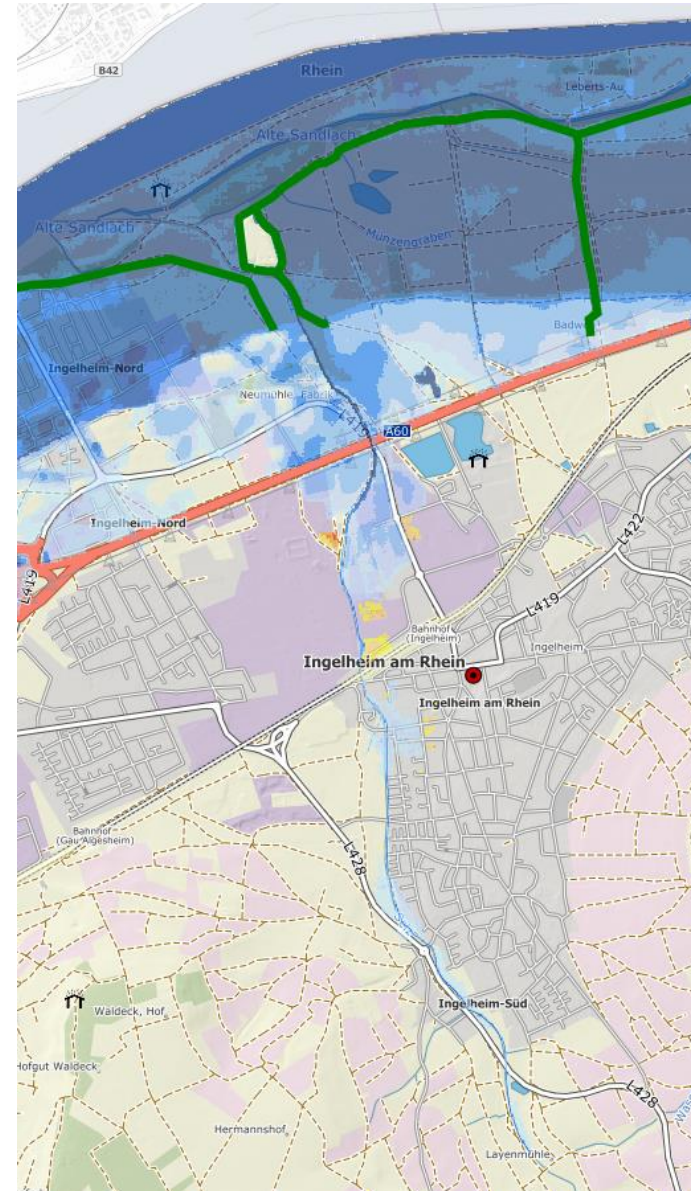 B42
Rhein
Leberts-Au
Alte Sandlach
Alte Sandlach
Münzengraben
Ingelheim-Nord
Neumühle, Fabrik
L419
A60
Ingelheim-Nord
L419
L422
L419
Bahnhof
(Ingelheim)
Ingelheim
Ingelheim am Rhein
Ingelheim am Rhein
Bahnhof
(Gau Algesheim)
L428
Ingelheim-Süd
Waldeck, Hof
Hofgut Waldeck
L428
Hermannshof
Layenmühle